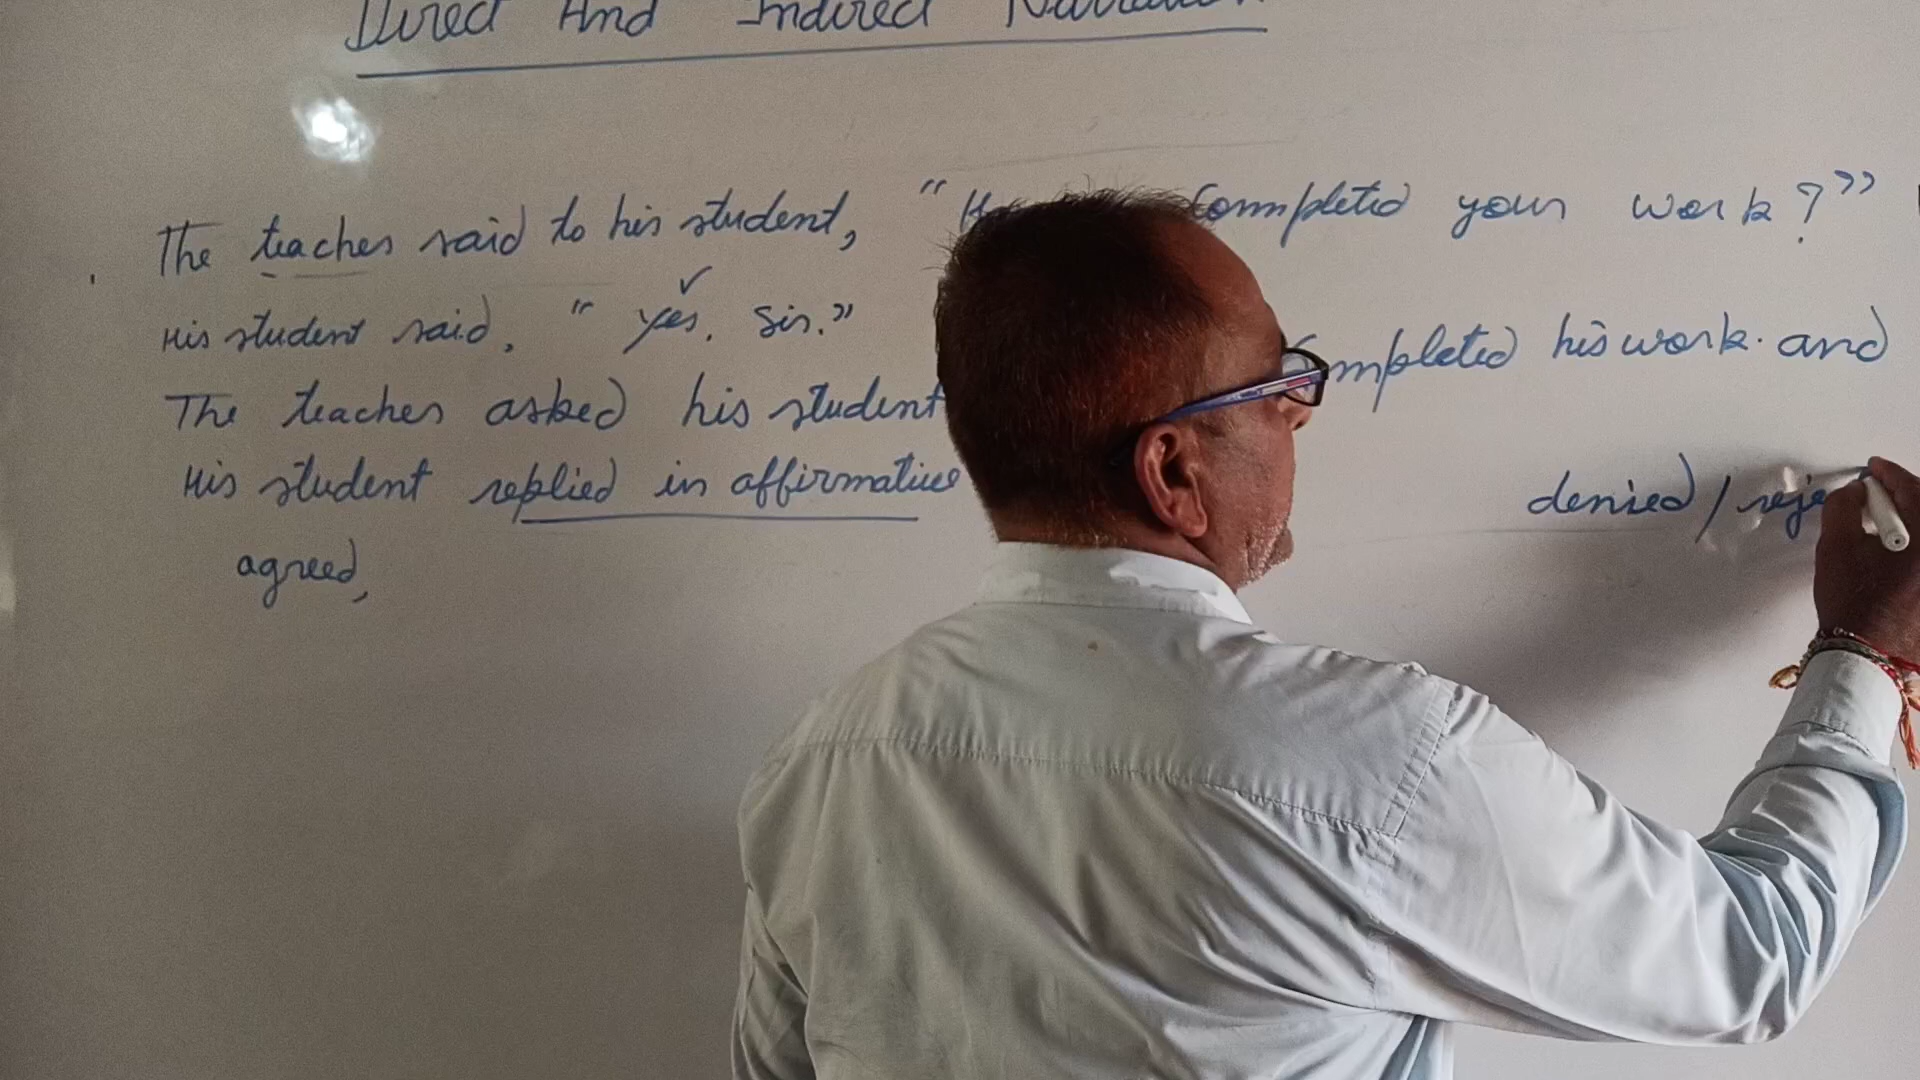 Direct And Indirect Narration
The teacher said to his student, " completed your work?"
His student said, " yes, Sir."
The teacher asked his student completed his work. and
His student replied in affirmative denied /
agreed,